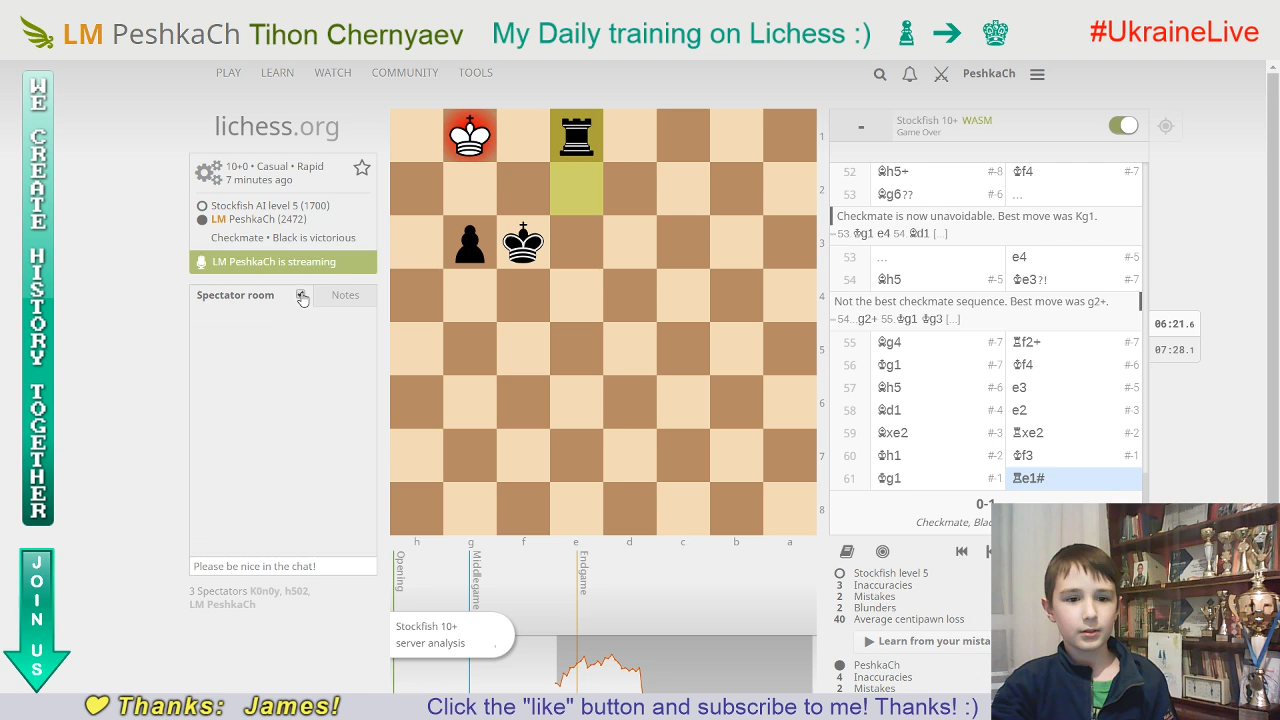 LM PeshkaCh Tihon Chernyaev My Daily training on Lichess :) #UkraineLive
PLAY LEARN WATCH COMMUNITY TOOLS PeshkaCh
WE CREATE HISTORY TOGETHER
JOIN US
lichess.org
10+0 • Casual • Rapid
7 minutes ago
Stockfish AI level 5 (1700)
LM PeshkaCh (2472)
Checkmate • Black is victorious
LM PeshkaCh is streaming
Spectator room Notes
Please be nice in the chat!
3 Spectators K0n0y, h502,
LM PeshkaCh
1
2
3
4
5
6
7
8
h g f e d c b a
Opening
Middlegame
Endgame
Stockfish 10+
server analysis
- Stockfish 10+ WASM
Game Over
52 ♗h5+ #-8 ♔f4 #-7
53 ♗g6?? #-6 ...
Checkmate is now unavoidable. Best move was Kg1.
53. ♔g1 e4 54. ♗d1 [...]
53 ... e4 #-5
54 ♗h5 #-5 ♔e3?! #-7
Not the best checkmate sequence. Best move was g2+.
54... g2+ 55. ♔g1 ♔g3 [...]
55 ♗g4 #-7 ♖f2+ #-7
56 ♔g1 #-7 ♔f4 #-6
57 ♗h5 #-6 e3 #-5
58 ♗d1 #-4 e2 #-3
59 ♗xe2 #-3 ♖xe2 #-2
60 ♔h1 #-2 ♔f3 #-1
61 ♔g1 #-1 ♖e1#
0-1
Checkmate,
06:21.6
07:28.1
Stockfish level 5
3 Inaccuracies
2 Mistakes
2 Blunders
40 Average centipawn loss
Learn from your mista
PeshkaCh
4 Inaccuracies
2 Mistakes
Thanks: James! Click the "like" button and subscribe to me! Thanks! :)